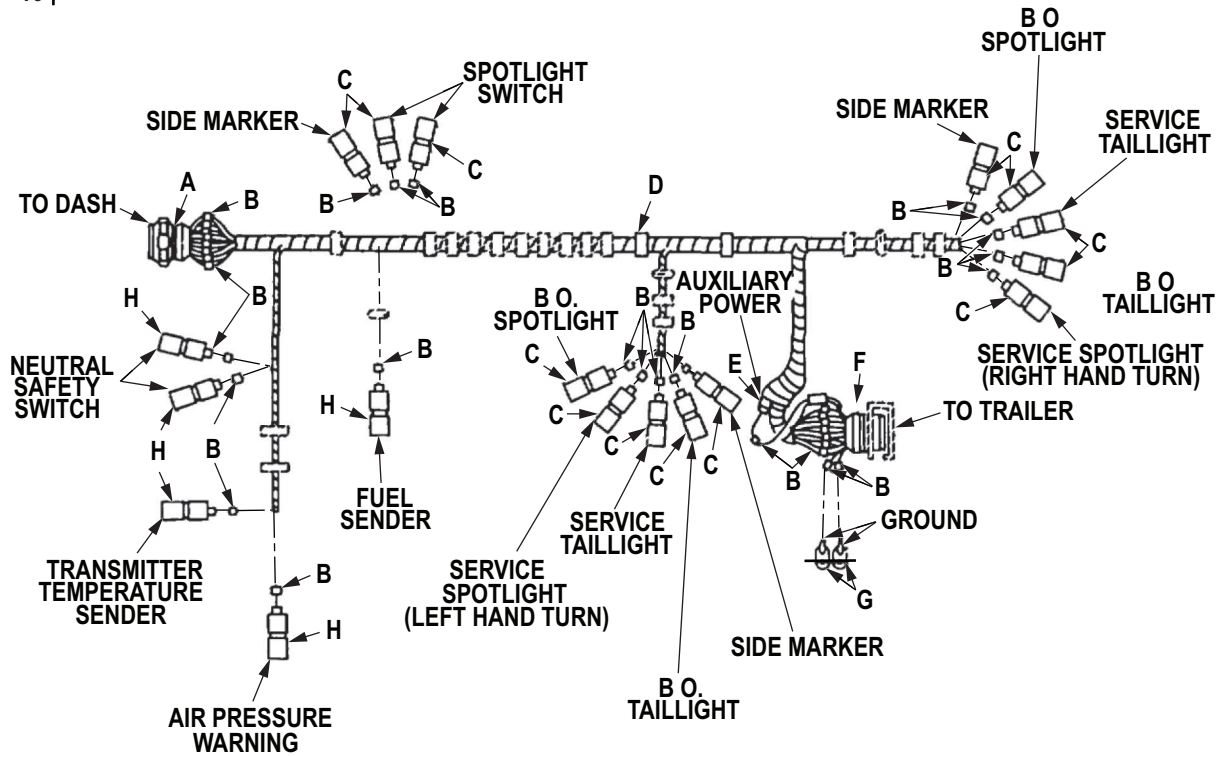 B O
SPOTLIGHT
SPOTLIGHT
SWITCH
C
SIDE MARKER
SIDE MARKER
SERVICE
TAILLIGHT
C
C
B
B
A
B
TO DASH
D
B
C
B
B
C
B O
TAILLIGHT
SERVICE SPOTLIGHT
(RIGHT HAND TURN)
H
NEUTRAL
SAFETY
SWITCH
H
B
B
H
FUEL
SENDER
B O.
SPOTLIGHT
B
B
AUXILIARY
POWER
E
F
TO TRAILER
C
C
C
C
C
B
B
GROUND
G
B
TRANSMITTER
TEMPERATURE
SENDER
B
H
AIR PRESSURE
WARNING
SERVICE
TAILLIGHT
SERVICE
SPOTLIGHT
(LEFT HAND TURN)
SIDE MARKER
B O.
TAILLIGHT